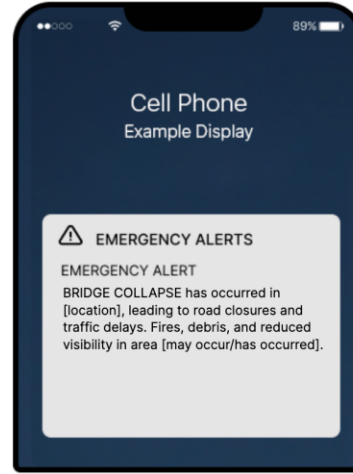 89%
Cell Phone
Example Display
EMERGENCY ALERTS
EMERGENCY ALERT
BRIDGE COLLAPSE has occurred in
[location], leading to road closures and
traffic delays. Fires, debris, and reduced
visibility in area [may occur/has occurred].